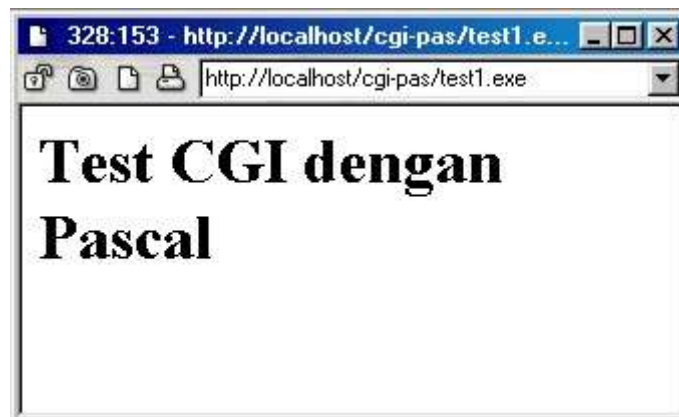 328:153 - http://localhost/cgi-pas/test1.e...
http://localhost/cgi-pas/test1.exe
Test CGI dengan
Pascal